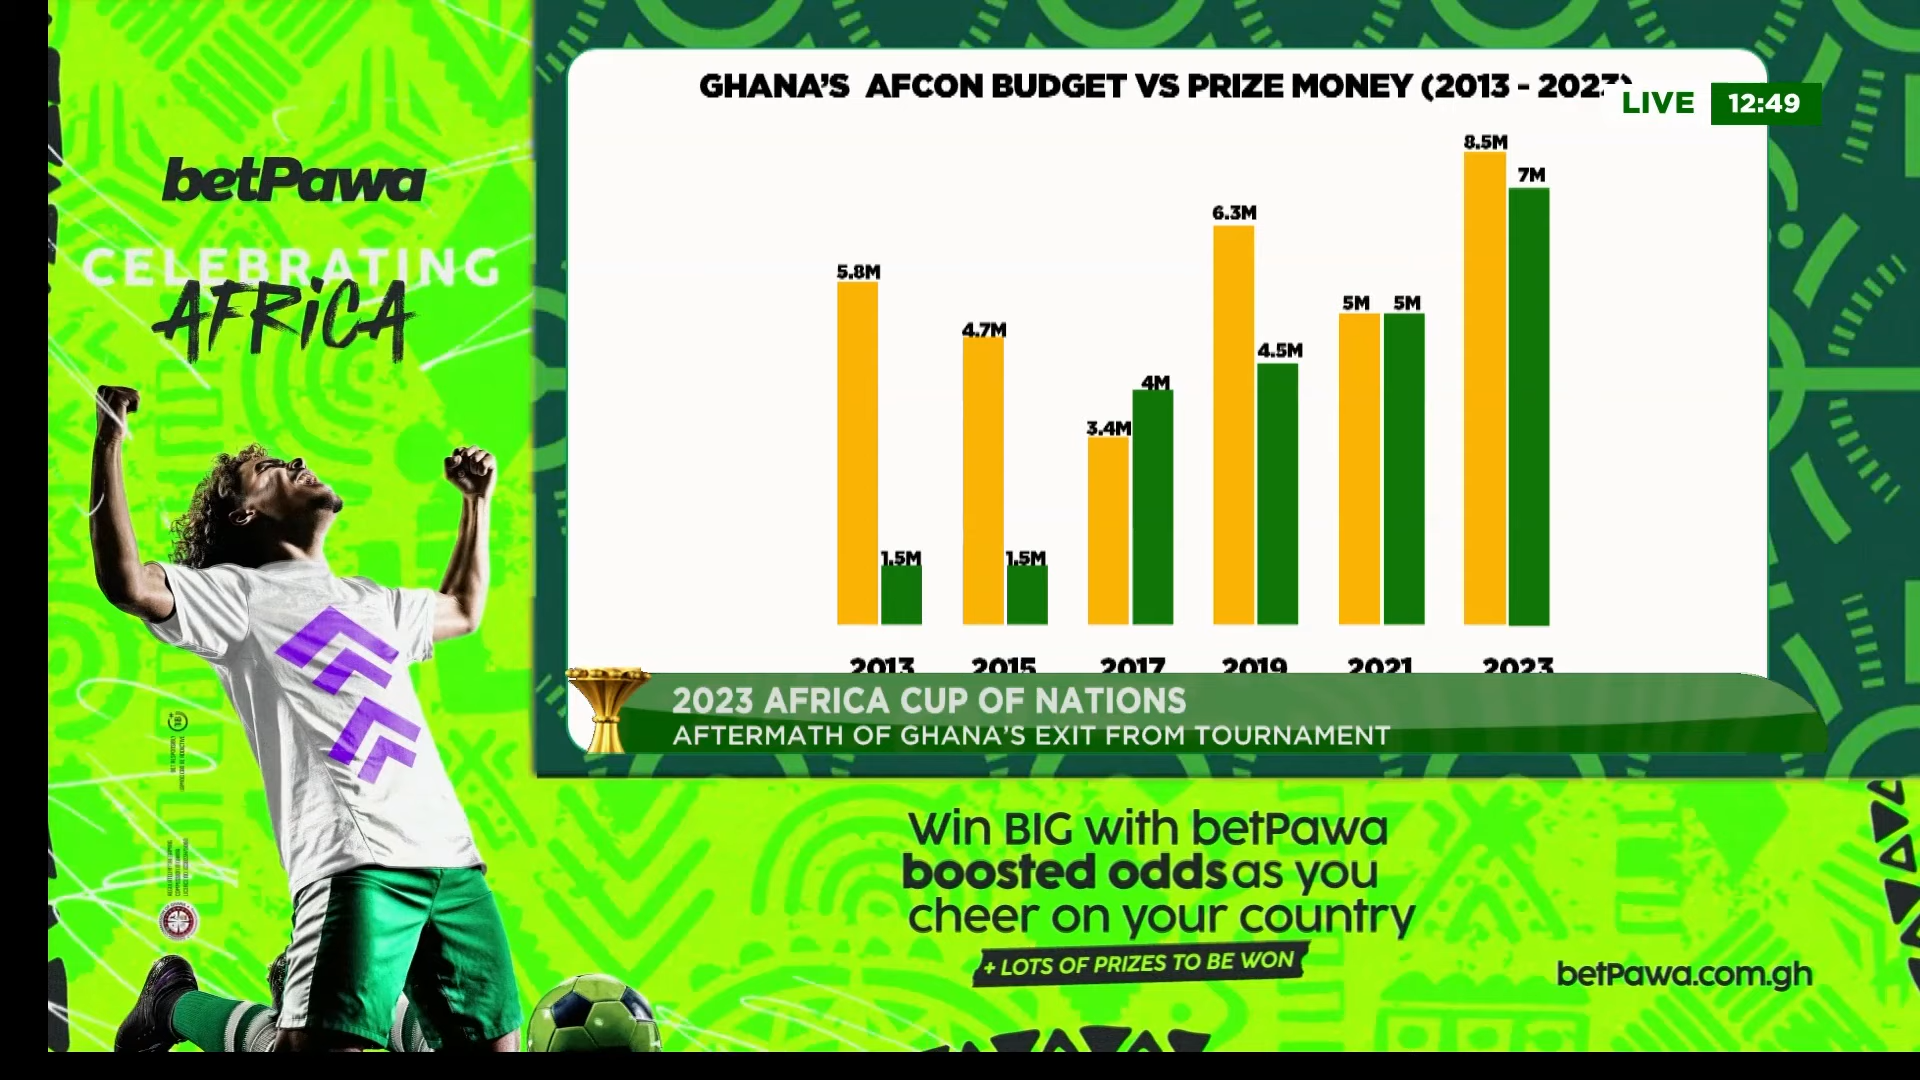 betPawa
CELEBRATING
AFRiCA
GHANA'S AFCON BUDGET VS PRIZE MONEY (2013 - 2023)
LIVE 12:49
8.5M
7M
6.3M
5.8M
5M 5M
4.7M
4.5M
4M
3.4M
1.5M 1.5M
2013 2015 2017 2019 2021 2023
2023 AFRICA CUP OF NATIONS
AFTERMATH OF GHANA'S EXIT FROM TOURNAMENT
Win BIG with betPawa
boosted odds as you
cheer on your country
+ LOTS OF PRIZES TO BE WON
betPawa.com.gh